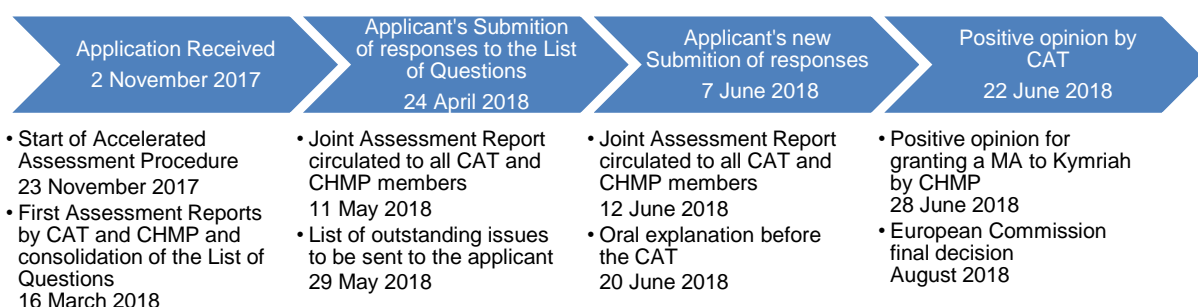 Application Received
2 November 2017
• Start of Accelerated
Assessment Procedure
23 November 2017
• First Assessment Reports
by CAT and CHMP and
consolidation of the List of
Questions
16 March 2018
Applicant's Submition
of responses to the List
of Questions
24 April 2018
• Joint Assessment Report
circulated to all CAT and
CHMP members
11 May 2018
• List of outstanding issues
to be sent to the applicant
29 May 2018
Applicant's new
Submition of responses
7 June 2018
• Joint Assessment Report
circulated to all CAT and
CHMP members
12 June 2018
• Oral explanation before
the CAT
20 June 2018
Positive opinion by
CAT
22 June 2018
• Positive opinion for
granting a MA to Kymriah
by CHMP
28 June 2018
• European Commission
final decision
August 2018